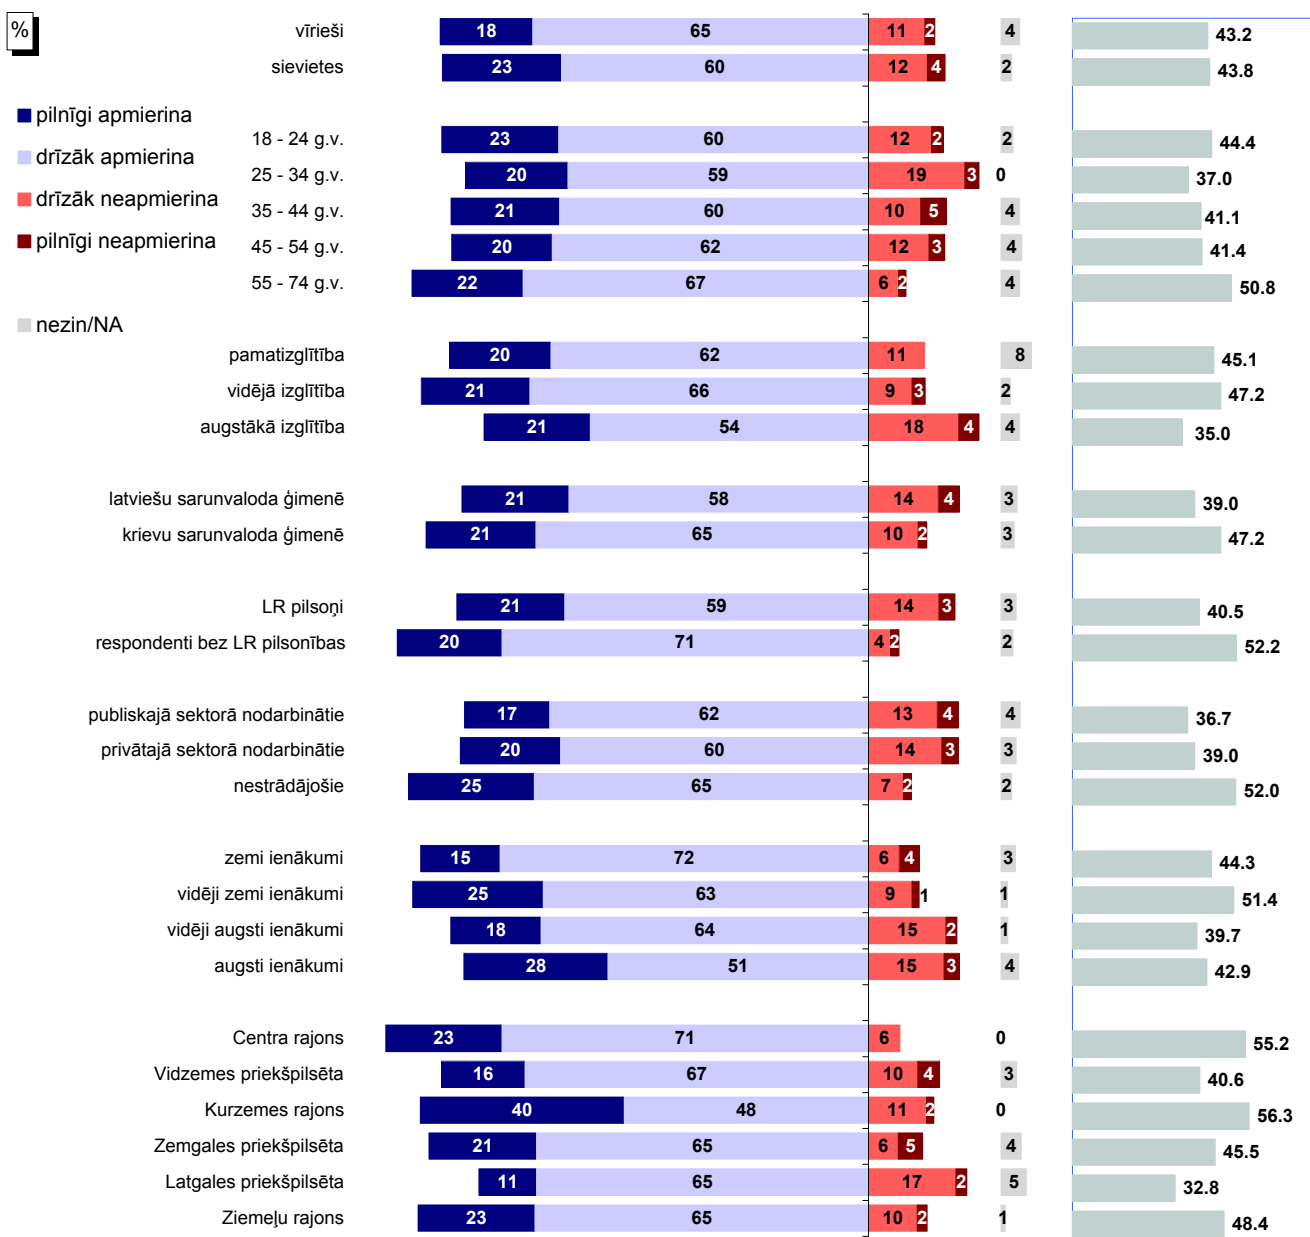 %
pilnīgi apmierina
drīzāk apmierina
drīzāk neapmierina
pilnīgi neapmierina
nezin/NA
vīrieši 18 65 11 2 4 43.2
sievietes 23 60 12 4 2 43.8
18 - 24 g.v. 23 60 12 2 2 44.4
25 - 34 g.v. 20 59 19 3 0 37.0
35 - 44 g.v. 21 60 10 5 4 41.1
45 - 54 g.v. 20 62 12 3 4 41.4
55 - 74 g.v. 22 67 6 2 4 50.8
pamatizglītība 20 62 11 8 45.1
vidējā izglītība 21 66 9 3 2 47.2
augstākā izglītība 21 54 18 4 4 35.0
latviešu sarunvaloda ģimenē 21 58 14 4 3 39.0
krievu sarunvaloda ģimenē 21 65 10 2 3 47.2
LR pilsoņi 21 59 14 3 3 40.5
respondenti bez LR pilsonības 20 71 4 2 2 52.2
publiskajā sektorā nodarbinātie 17 62 13 4 4 36.7
privātajā sektorā nodarbinātie 20 60 14 3 3 39.0
nestrādājošie 25 65 7 2 2 52.0
zemi ienākumi 15 72 6 4 3 44.3
vidēji zemi ienākumi 25 63 9 1 1 51.4
vidēji augsti ienākumi 18 64 15 2 1 39.7
augsti ienākumi 28 51 15 3 4 42.9
Centra rajons 23 71 6 0 55.2
Vidzemes priekšpilsēta 16 67 10 4 3 40.6
Kurzemes rajons 40 48 11 2 0 56.3
Zemgales priekšpilsēta 21 65 6 5 4 45.5
Latgales priekšpilsēta 11 65 17 2 5 32.8
Ziemeļu rajons 23 65 10 2 1 48.4